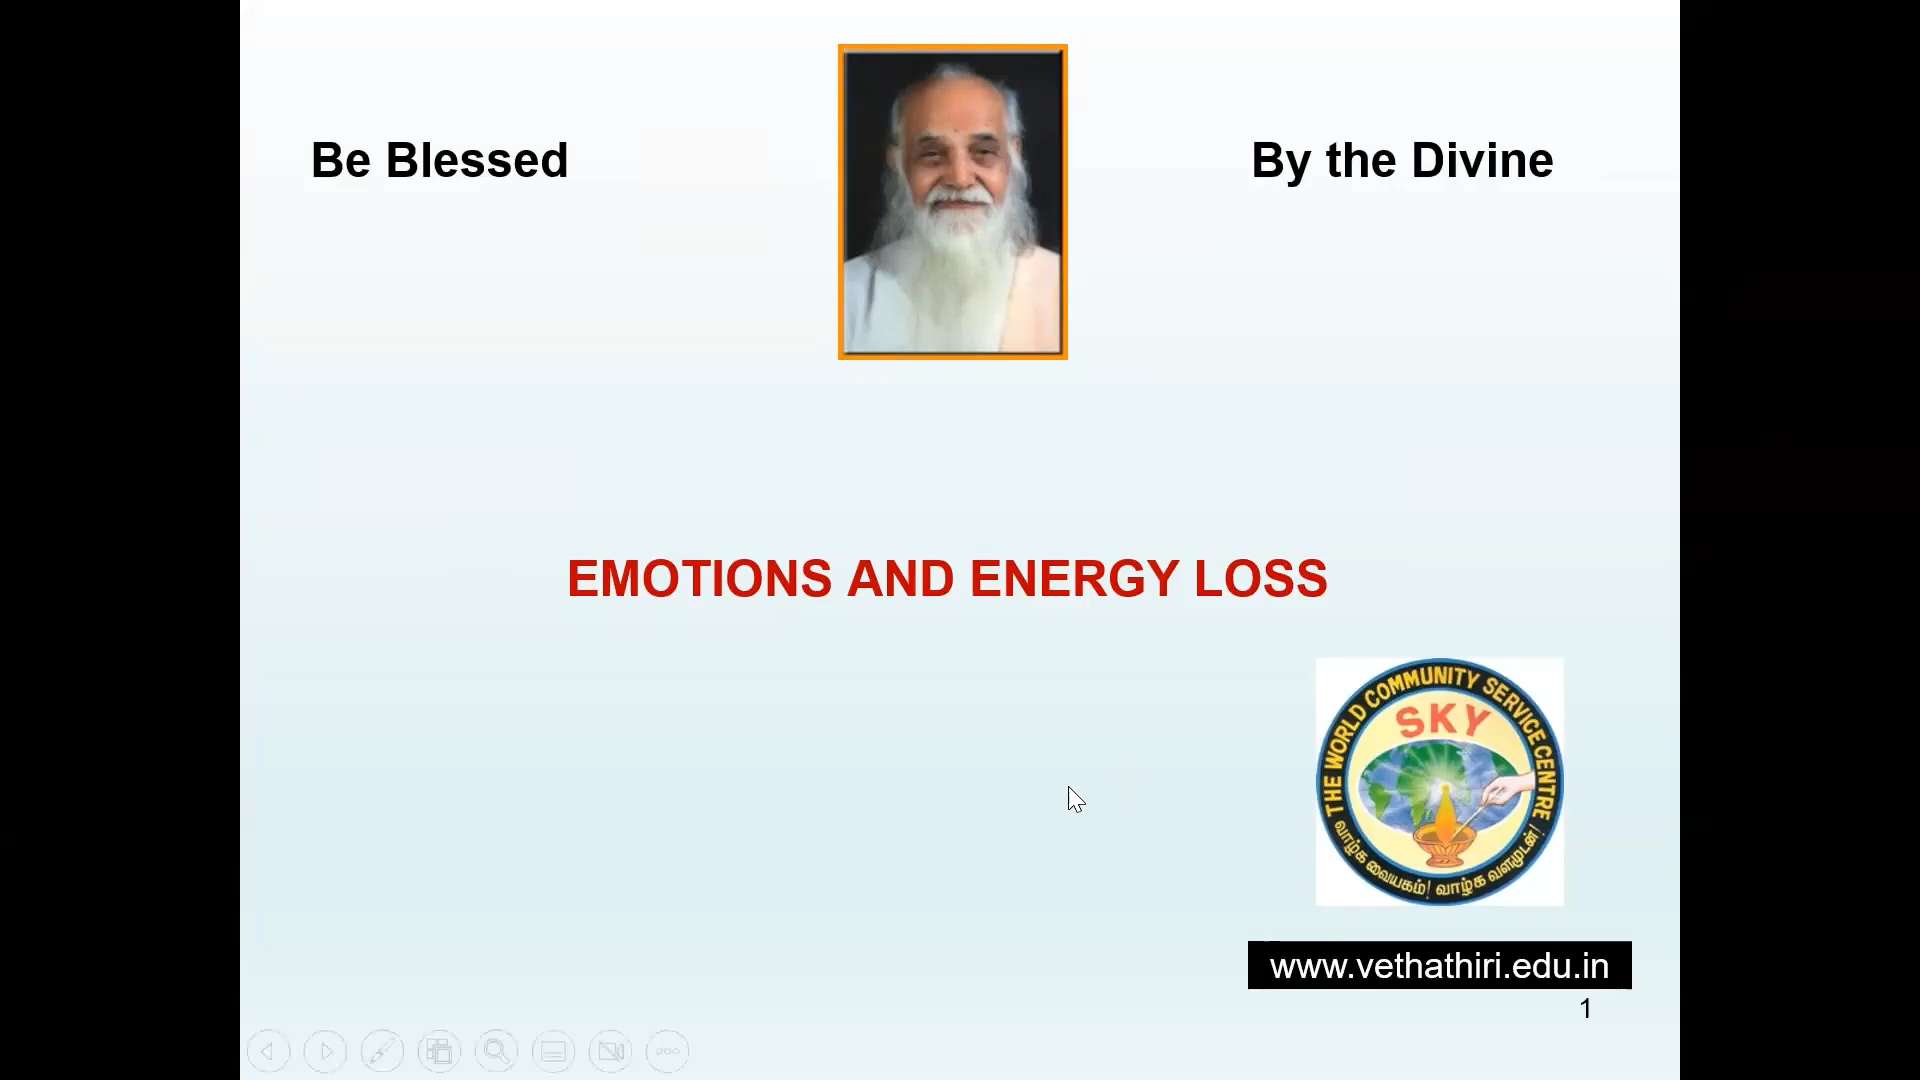 Be Blessed
By the Divine
EMOTIONS AND ENERGY LOSS
THE WORLD COMMUNITY SERVICE CENTRE
SKY
வாழ்க வையகம்! வாழ்க வளமுடன்!
www.vethathiri.edu.in
1